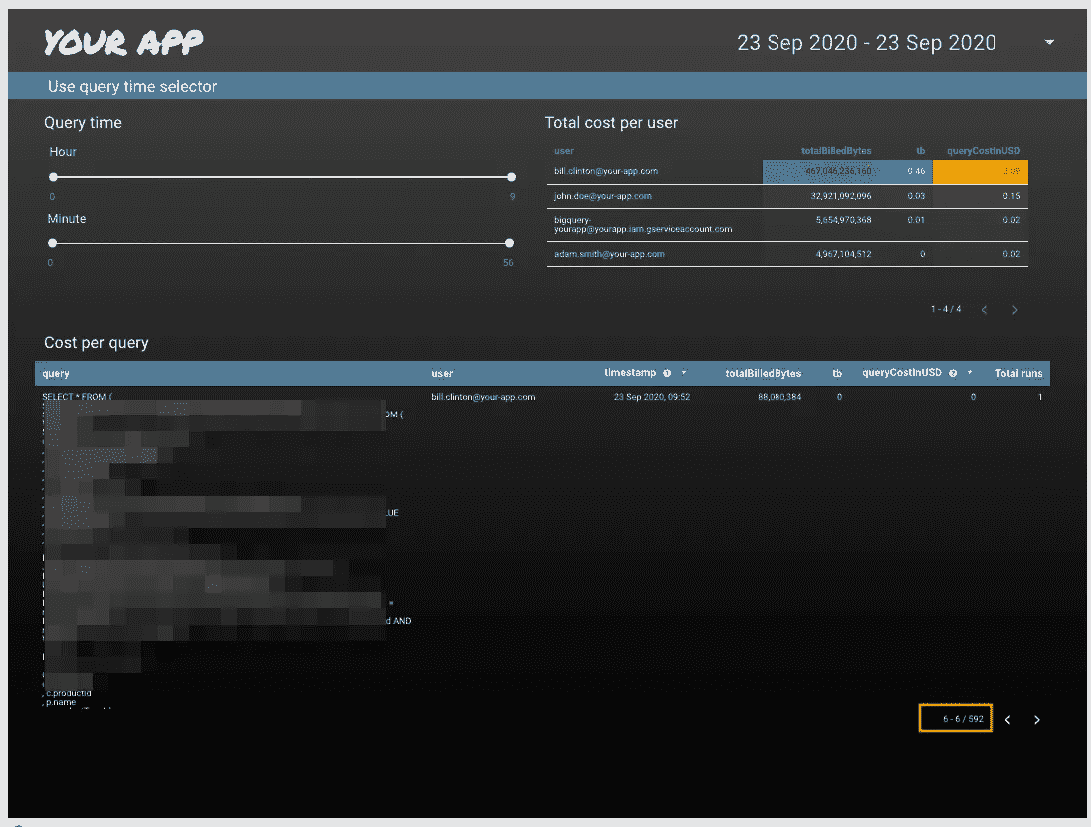 YOUR APP
23 Sep 2020 - 23 Sep 2020
Use query time selector
Query time
Hour
0 9
Minute
0 56
Total cost per user
user totalBilledBytes tb queryCostInUSD
bill.clinton@your-app.com 467,046,236,160 0.46
john.doe@your-app.com 32,921,092,096 0.03 0.15
bigquery-
yourapp@yourapp.iam.gserviceaccount.com 5,654,970,368 0.01 0.02
adam.smith@your-app.com 4,967,104,512 0 0.02
1 - 4 / 4
Cost per query
query user timestamp totalBilledBytes tb queryCostInUSD Total runs
SELECT * FROM ( bill.clinton@your-app.com 23 Sep 2020, 09:52 88,080,384 0 0 1
OM (
UE
=
d AND
, c.productId
, p.name
6 - 6 / 592